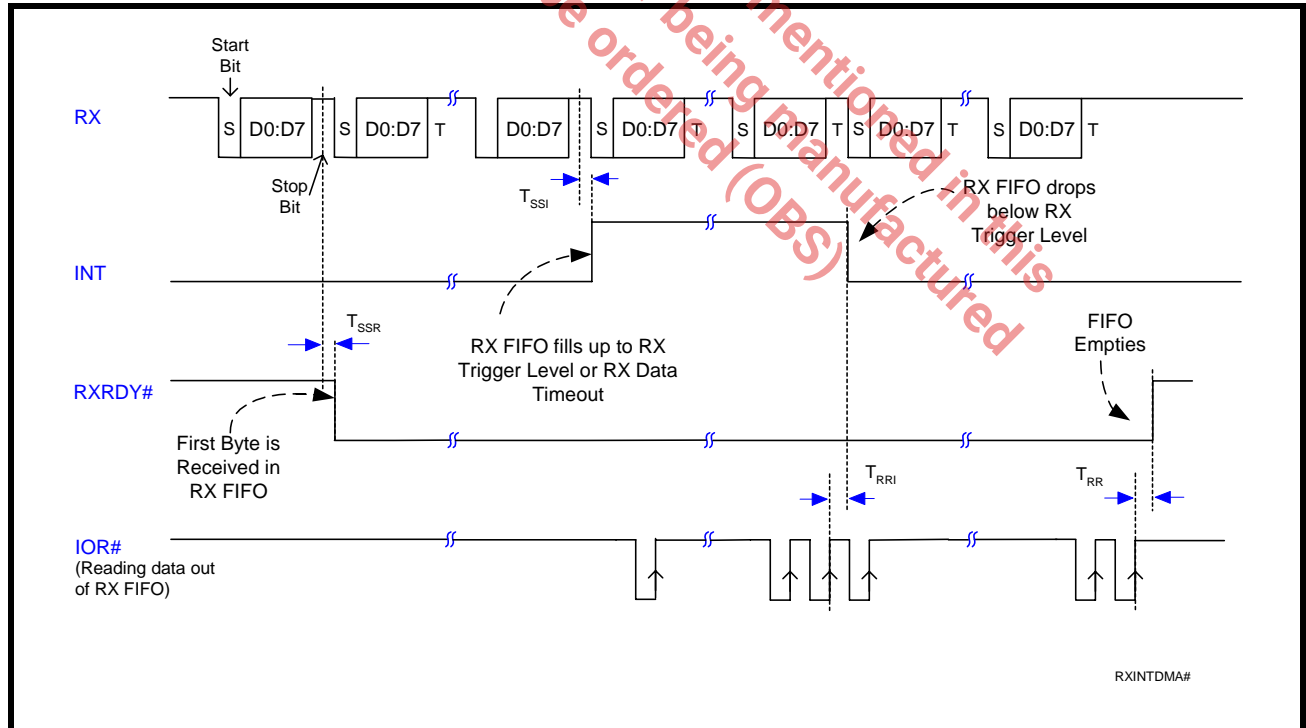 mentioned in this
being manufactured
be ordered (OBS)
Start
Bit
RX
S D0:D7 S D0:D7 T D0:D7 S D0:D7 T S D0:D7 T S D0:D7 T S D0:D7 T
Stop
Bit
TSSI
RX FIFO drops
below RX
Trigger Level
INT
TSSR
RX FIFO fills up to RX
Trigger Level or RX Data
Timeout
FIFO
Empties
RXRDY#
First Byte is
Received in
RX FIFO
TRRI
TRR
IOR#
(Reading data out
of RX FIFO)
RXINTDMA#